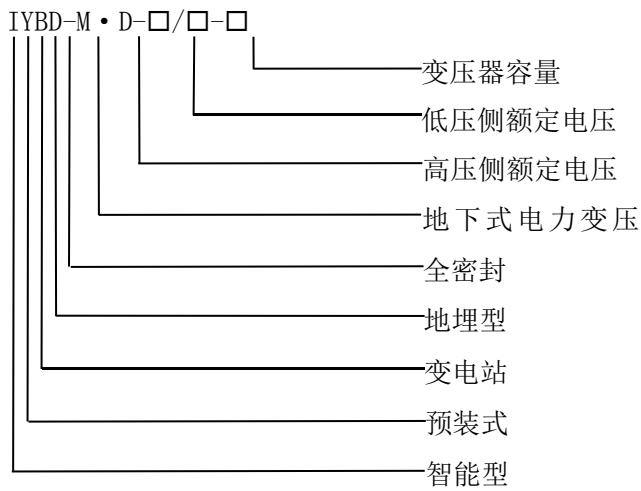 IYBD-M·D-□/□-□
变压器容量
低压侧额定电压
高压侧额定电压
地下式电力变压
全密封
地埋型
变电站
预装式
智能型